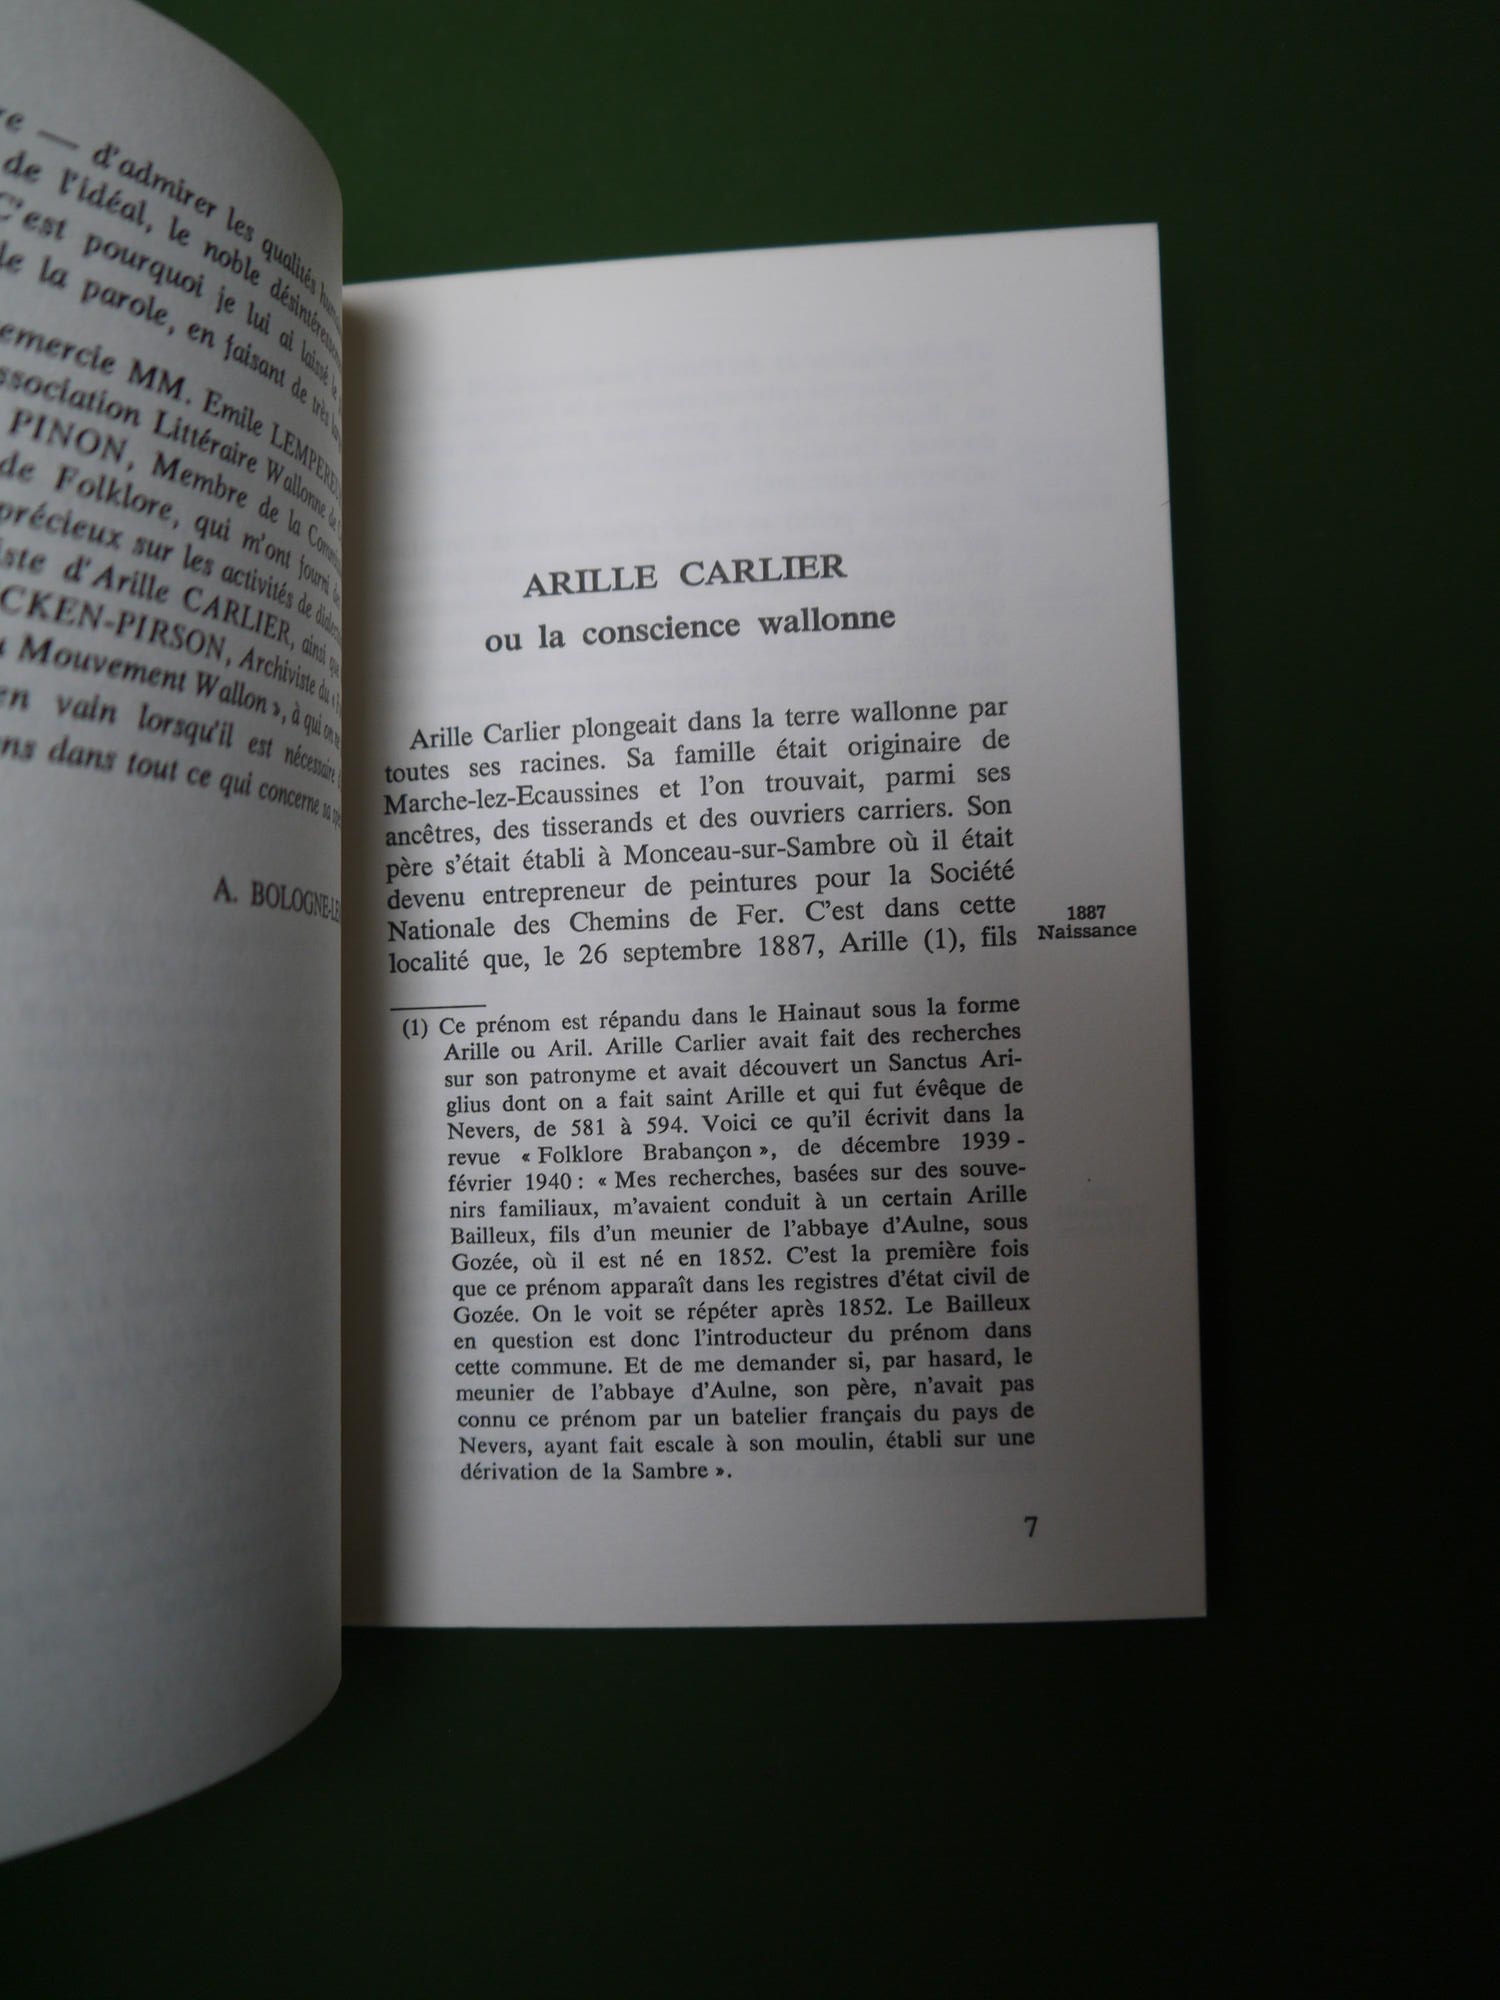 — d'admirer les qualités
de l'idéal, le noble
C'est pourquoi je lui ai laissé le
la parole, en faisant de très
MM. Emile
Littéraire Wallonne de
PINON, Membre de la
de Folklore, qui m'ont fourni
précieux sur les activités de
d'Arille CARLIER, ainsi que
Archiviste du
Mouvement Wallon », à qui on
en vain lorsqu'il est nécessaire
dans tout ce qui concerne sa
A.
ARILLE CARLIER
ou la conscience wallonne
Arille Carlier plongeait dans la terre wallonne par
toutes ses racines. Sa famille était originaire de
Marche-lez-Ecaussines et l'on trouvait, parmi ses
ancêtres, des tisserands et des ouvriers carriers. Son
père s'était établi à Monceau-sur-Sambre où il était
devenu entrepreneur de peintures pour la Société
Nationale des Chemins de Fer. C'est dans cette
localité que, le 26 septembre 1887, Arille (1), fils
1887
Naissance
(1) Ce prénom est répandu dans le Hainaut sous la forme
Arille ou Aril. Arille Carlier avait fait des recherches
sur son patronyme et avait découvert un Sanctus Ari-
glius dont on a fait saint Arille et qui fut évêque de
Nevers, de 581 à 594. Voici ce qu'il écrivit dans la
revue « Folklore Brabançon », de décembre 1939 -
février 1940 : « Mes recherches, basées sur des souve-
nirs familiaux, m'avaient conduit à un certain Arille
Bailleux, fils d'un meunier de l'abbaye d'Aulne, sous
Gozée, où il est né en 1852. C'est la première fois
que ce prénom apparaît dans les registres d'état civil de
Gozée. On le voit se répéter après 1852. Le Bailleux
en question est donc l'introducteur du prénom dans
cette commune. Et de me demander si, par hasard, le
meunier de l'abbaye d'Aulne, son père, n'avait pas
connu ce prénom par un batelier français du pays de
Nevers, ayant fait escale à son moulin, établi sur une
dérivation de la Sambre ».
7